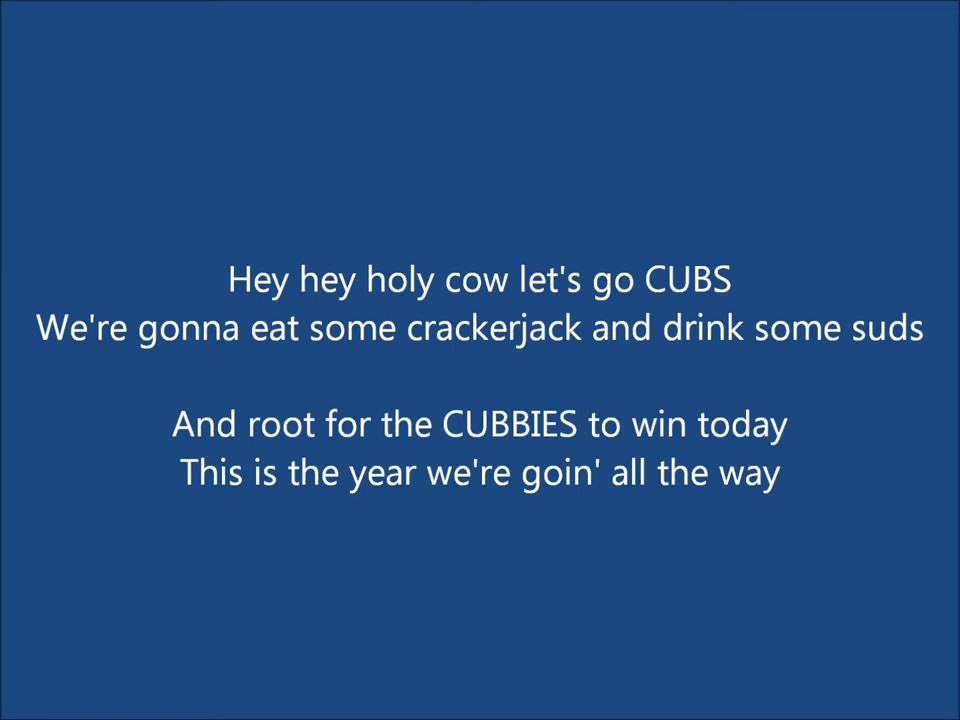 Hey hey holy cow let's go CUBS
We're gonna eat some crackerjack and drink some suds
And root for the CUBBIES to win today
This is the year we're goin' all the way